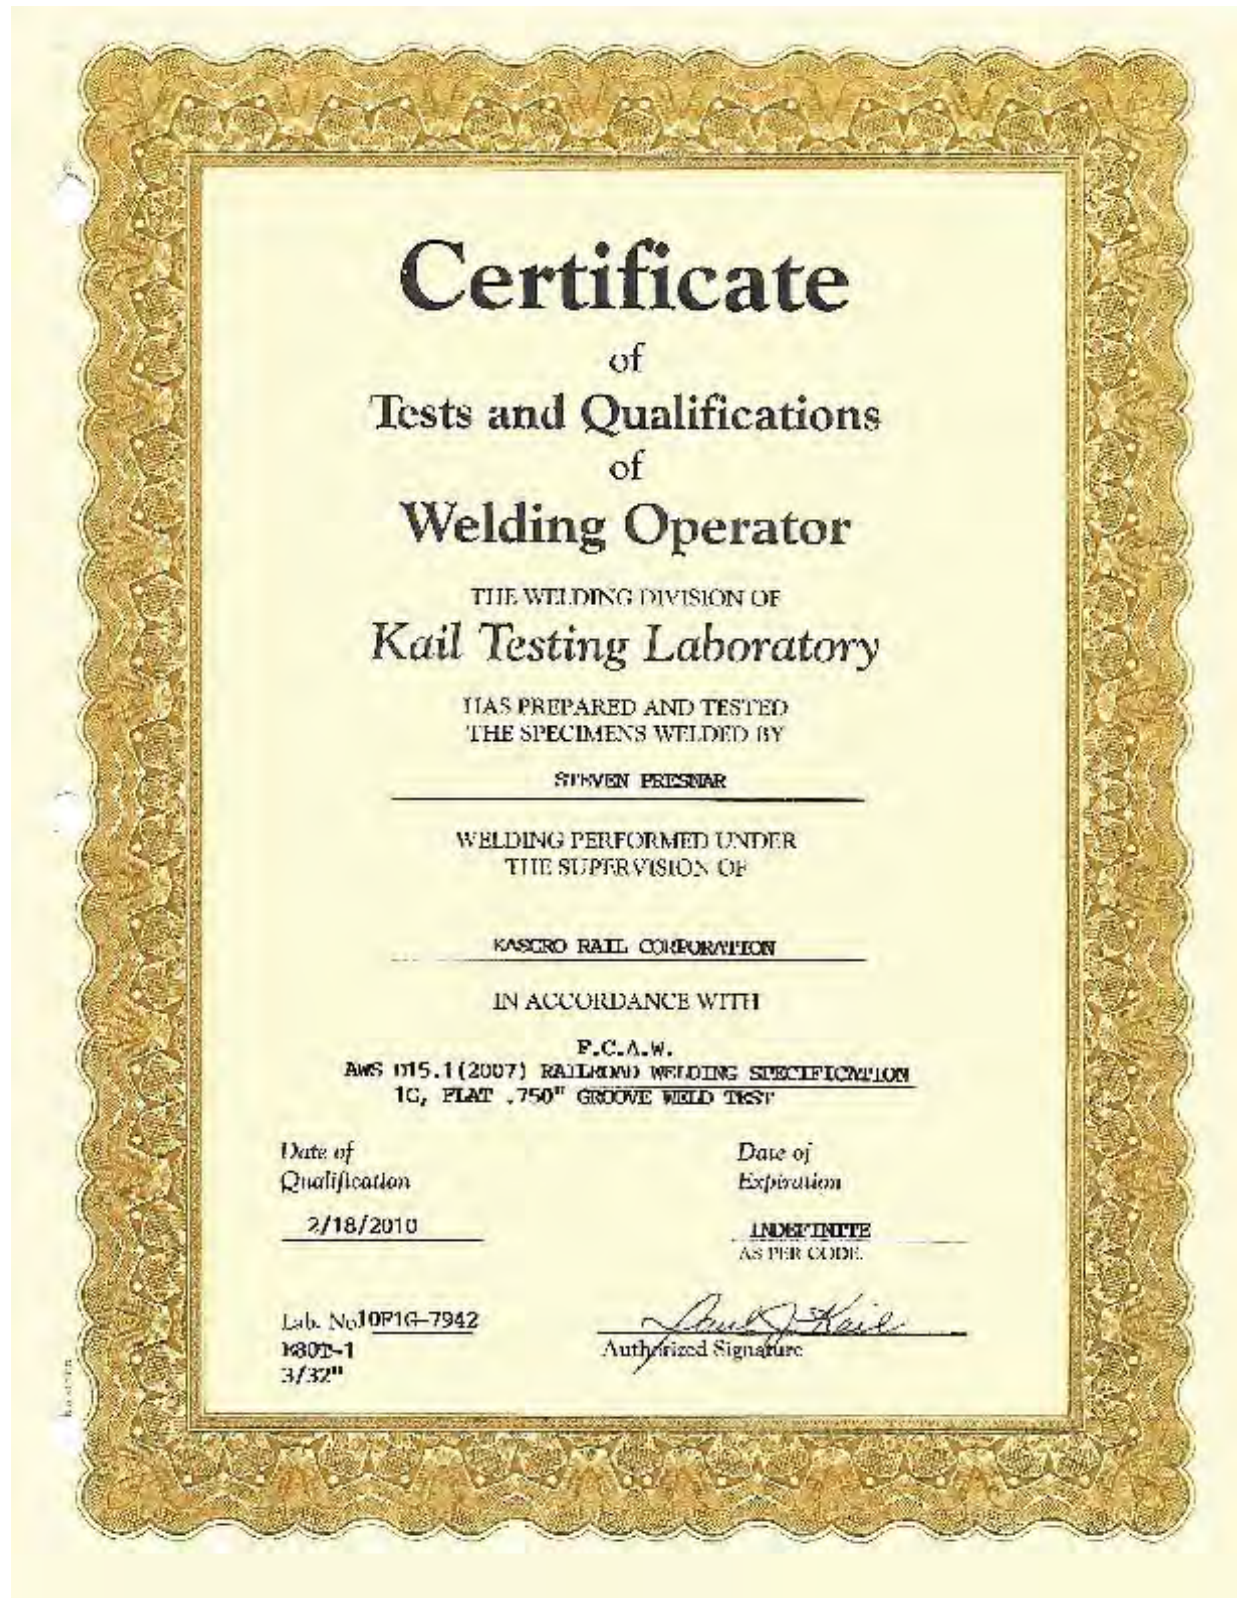 Certificate
of
Tests and Qualifications
of
Welding Operator
THE WELDING DIVISION OF
Kail Testing Laboratory
HAS PREPARED AND TESTED
THE SPECIMENS WELDED BY
STEVEN PRESNAR
WELDING PERFORMED UNDER
THE SUPERVISION OF
KASGRO RAIL CORPORATION
IN ACCORDANCE WITH
F.C.A.W.
AWS D15.1(2007) RAILROAD WELDING SPECIFICATION
1G, FLAT .750" GROOVE WELD TEST
Date of
Qualification
2/18/2010
Date of
Expiration
INDEFINITE
AS PER CODE.
Lab. No 10F1G-7942
E80T-1
3/32"
Paul J Kail
Authorized Signature